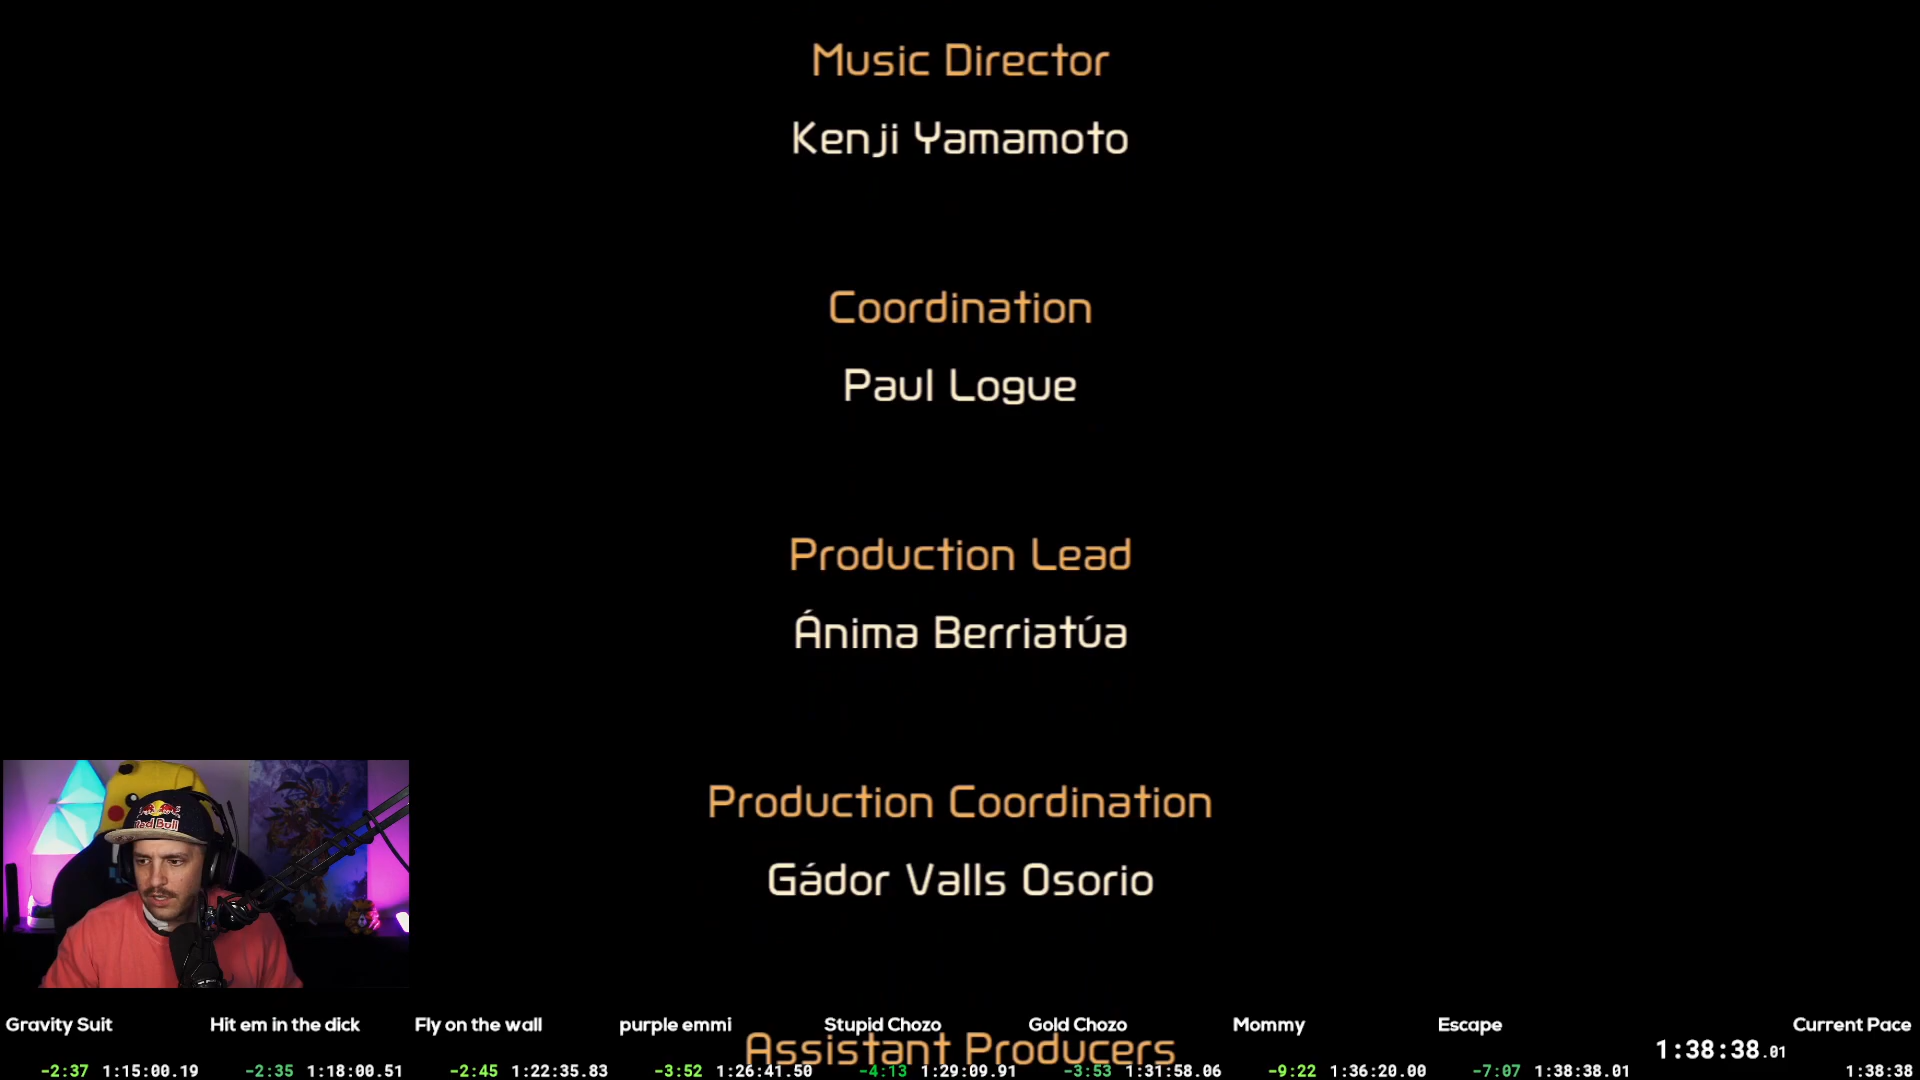 Music Director
Kenji Yamamoto
Coordination
Paul Logue
Production Lead
Ánima Berriatúa
Production Coordination
Gádor Valls Osorio
Assistant Producers
Red Bull
Gravity Suit
-2:37 1:15:00.19
Hit em in the dick
-2:35 1:18:00.51
Fly on the wall
-2:45 1:22:35.83
purple emmi
-3:52 1:26:41.50
Stupid Chozo
-4:13 1:29:09.91
Gold Chozo
-3:53 1:31:58.06
Mommy
-9:22 1:36:20.00
Escape
-7:07 1:38:38.01
1:38:38.01
Current Pace
1:38:38